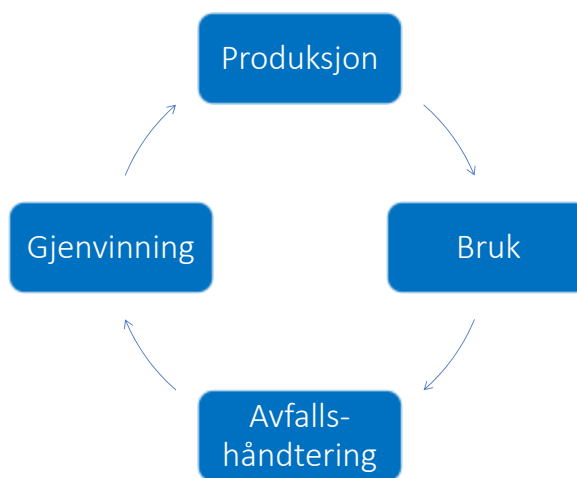 Produksjon
Bruk
Avfalls-
håndtering
Gjenvinning